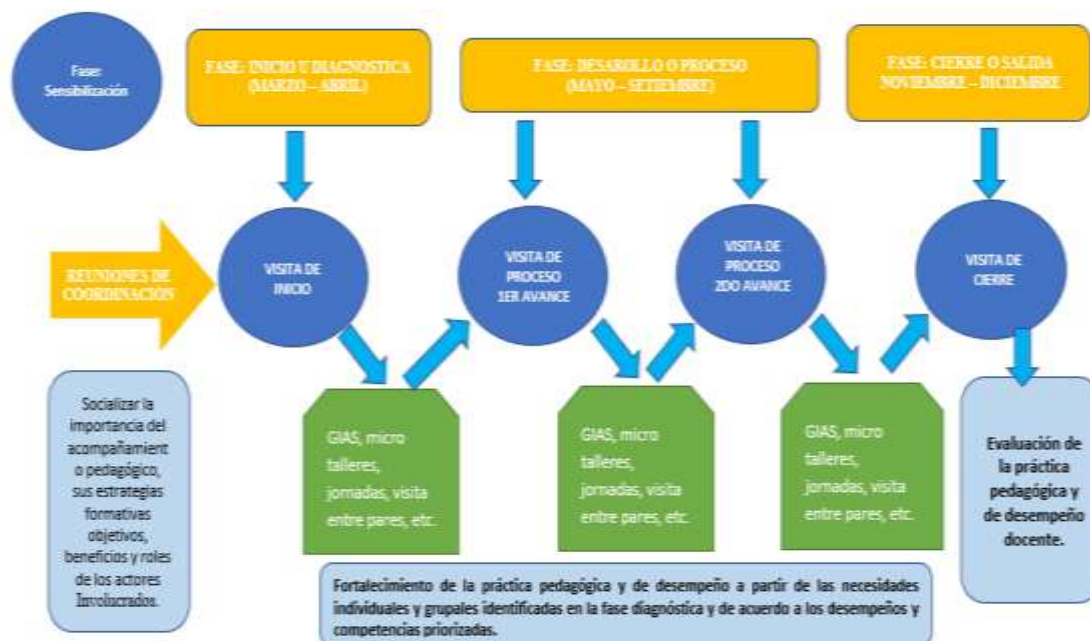 Fase:
Sensibilización
FASE: INICIO U DIAGNOSTICA
(MARZO – ABRIL)
FASE: DESAROLLO O PROCESO
(MAYO – SETIEMBRE)
FASE: CIERRE O SALIDA
NOVIEMBRE – DICIEMBRE
REUNIONES DE
COORDINACIÓN
VISITA DE
INICIO
VISITA DE
PROCESO
1ER AVANCE
VISITA DE
PROCESO
2DO AVANCE
VISITA DE
CIERRE
Socializar la
importancia del
acompañamient
o pedagógico,
sus estrategias
formativas
objetivos,
beneficios y roles
de los actores
Involucrados.
GIAS, micro
talleres,
jornadas, visita
entre pares, etc.
GIAS, micro
talleres,
jornadas, visita
entre pares, etc.
GIAS, micro
talleres,
jornadas, visita
entre pares, etc.
Evaluación de
la práctica
pedagógica y
de desempeño
docente.
Fortalecimiento de la práctica pedagógica y de desempeño a partir de las necesidades
individuales y grupales identificadas en la fase diagnóstica y de acuerdo a los desempeños y
competencias priorizadas.